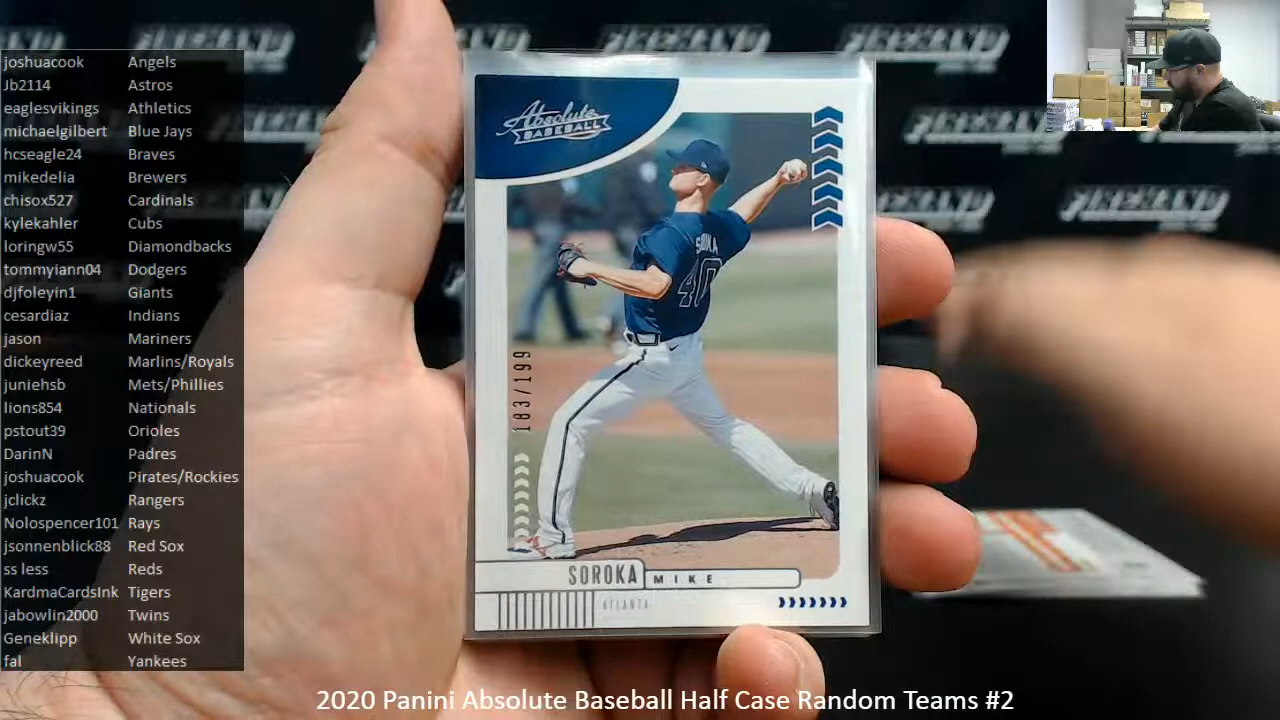 joshuacook Angels
Jb2114 Astros
eaglesvikings Athletics
michaelgilbert Blue Jays
hcseagle24 Braves
mikedelia Brewers
chisox527 Cardinals
kylekahler Cubs
loringw55 Diamondbacks
tommyiann04 Dodgers
djfoleyin1 Giants
cesardiaz Indians
jason Mariners
dickeyreed Marlins/Royals
juniehsb Mets/Phillies
lions854 Nationals
pstout39 Orioles
DarinN Padres
joshuacook Pirates/Rockies
jclickz Rangers
Nolospencer101 Rays
jsonnenblick88 Red Sox
ss less Reds
KardmaCardsInk Tigers
jabowlin2000 Twins
Geneklipp White Sox
fal Yankees
Absolute
BASEBALL
SOROKA
40
183/199
SOROKA MIKE
ATLANTA
2020 Panini Absolute Baseball Half Case Random Teams #2